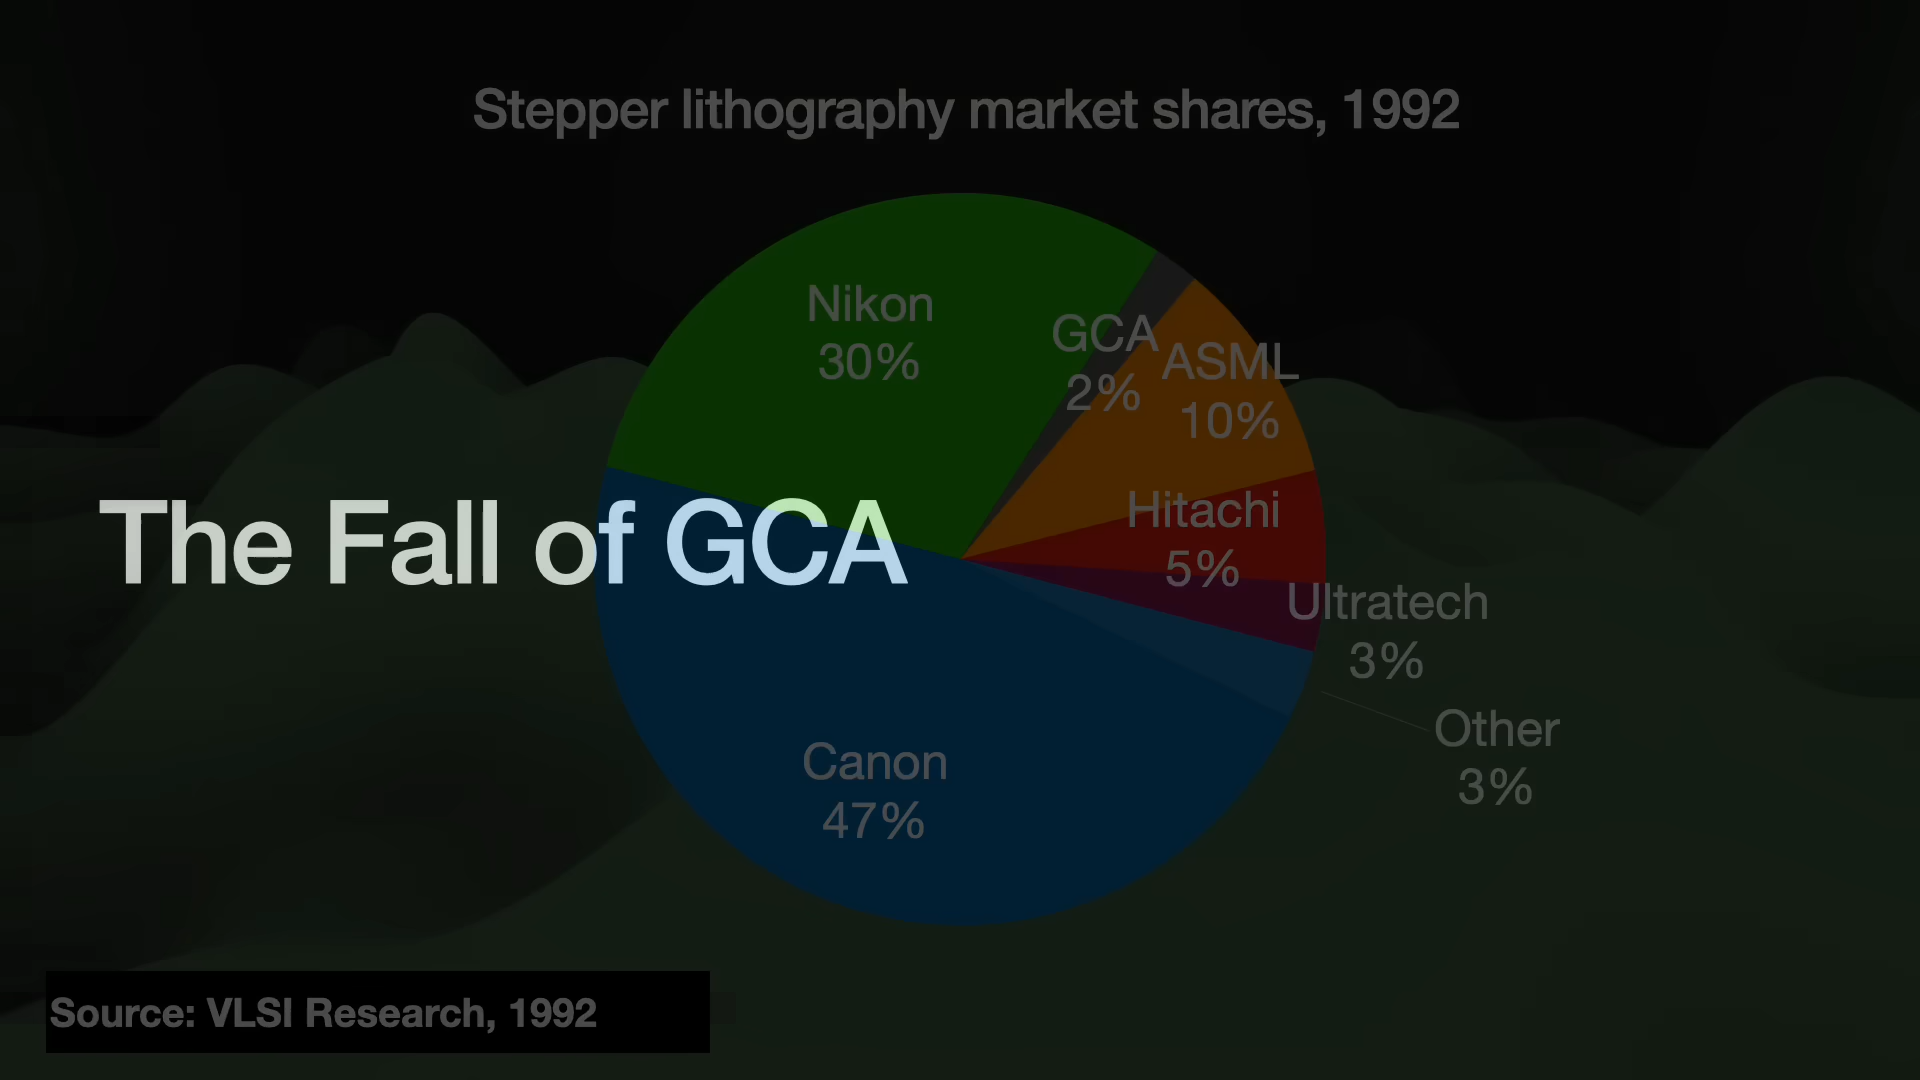 Stepper lithography market shares, 1992
Nikon
30%
GCA
2%
ASML
10%
Hitachi
5%
The Fall of GCA
Ultratech
3%
Other
3%
Canon
47%
Source: VLSI Research, 1992